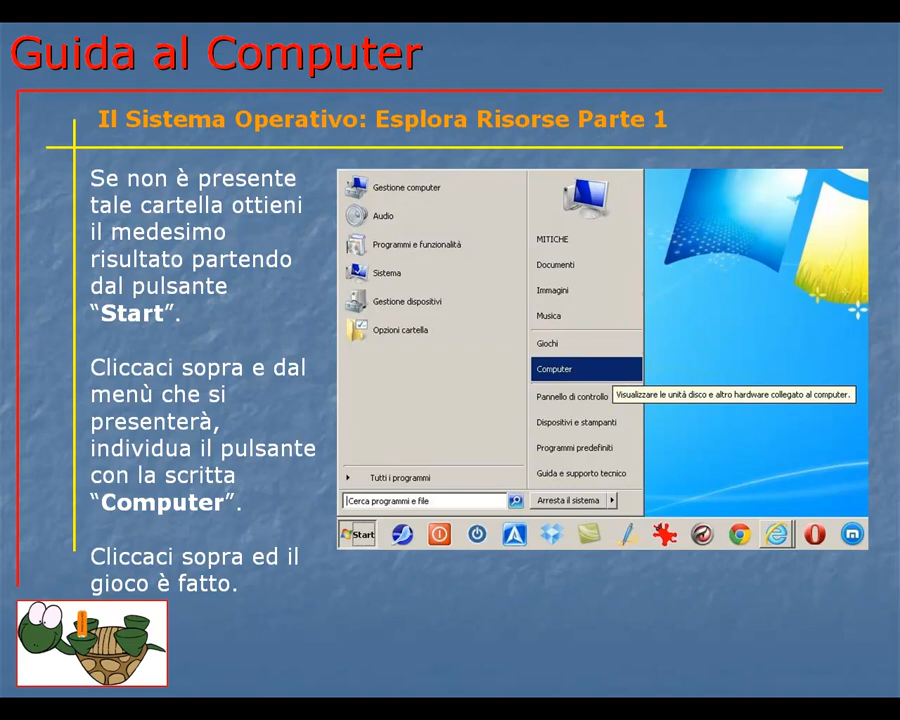 Guida al Computer
Il Sistema Operativo: Esplora Risorse Parte 1
Se non è presente
tale cartella ottieni
il medesimo
risultato partendo
dal pulsante
“Start”.
Cliccaci sopra e dal
menù che si
presenterà,
individua il pulsante
con la scritta
“Computer”.
Cliccaci sopra ed il
gioco è fatto.
Gestione computer
Audio
Programmi e funzionalità
Sistema
Gestione dispositivi
Opzioni cartella
Tutti i programmi
Cerca programmi e file
MITICHE
Documenti
Immagini
Musica
Giochi
Computer
Pannello di controllo
Visualizzare le unità disco e altro hardware collegato al computer.
Dispositivi e stampanti
Programmi predefiniti
Guida e supporto tecnico
Arresta il sistema
Start